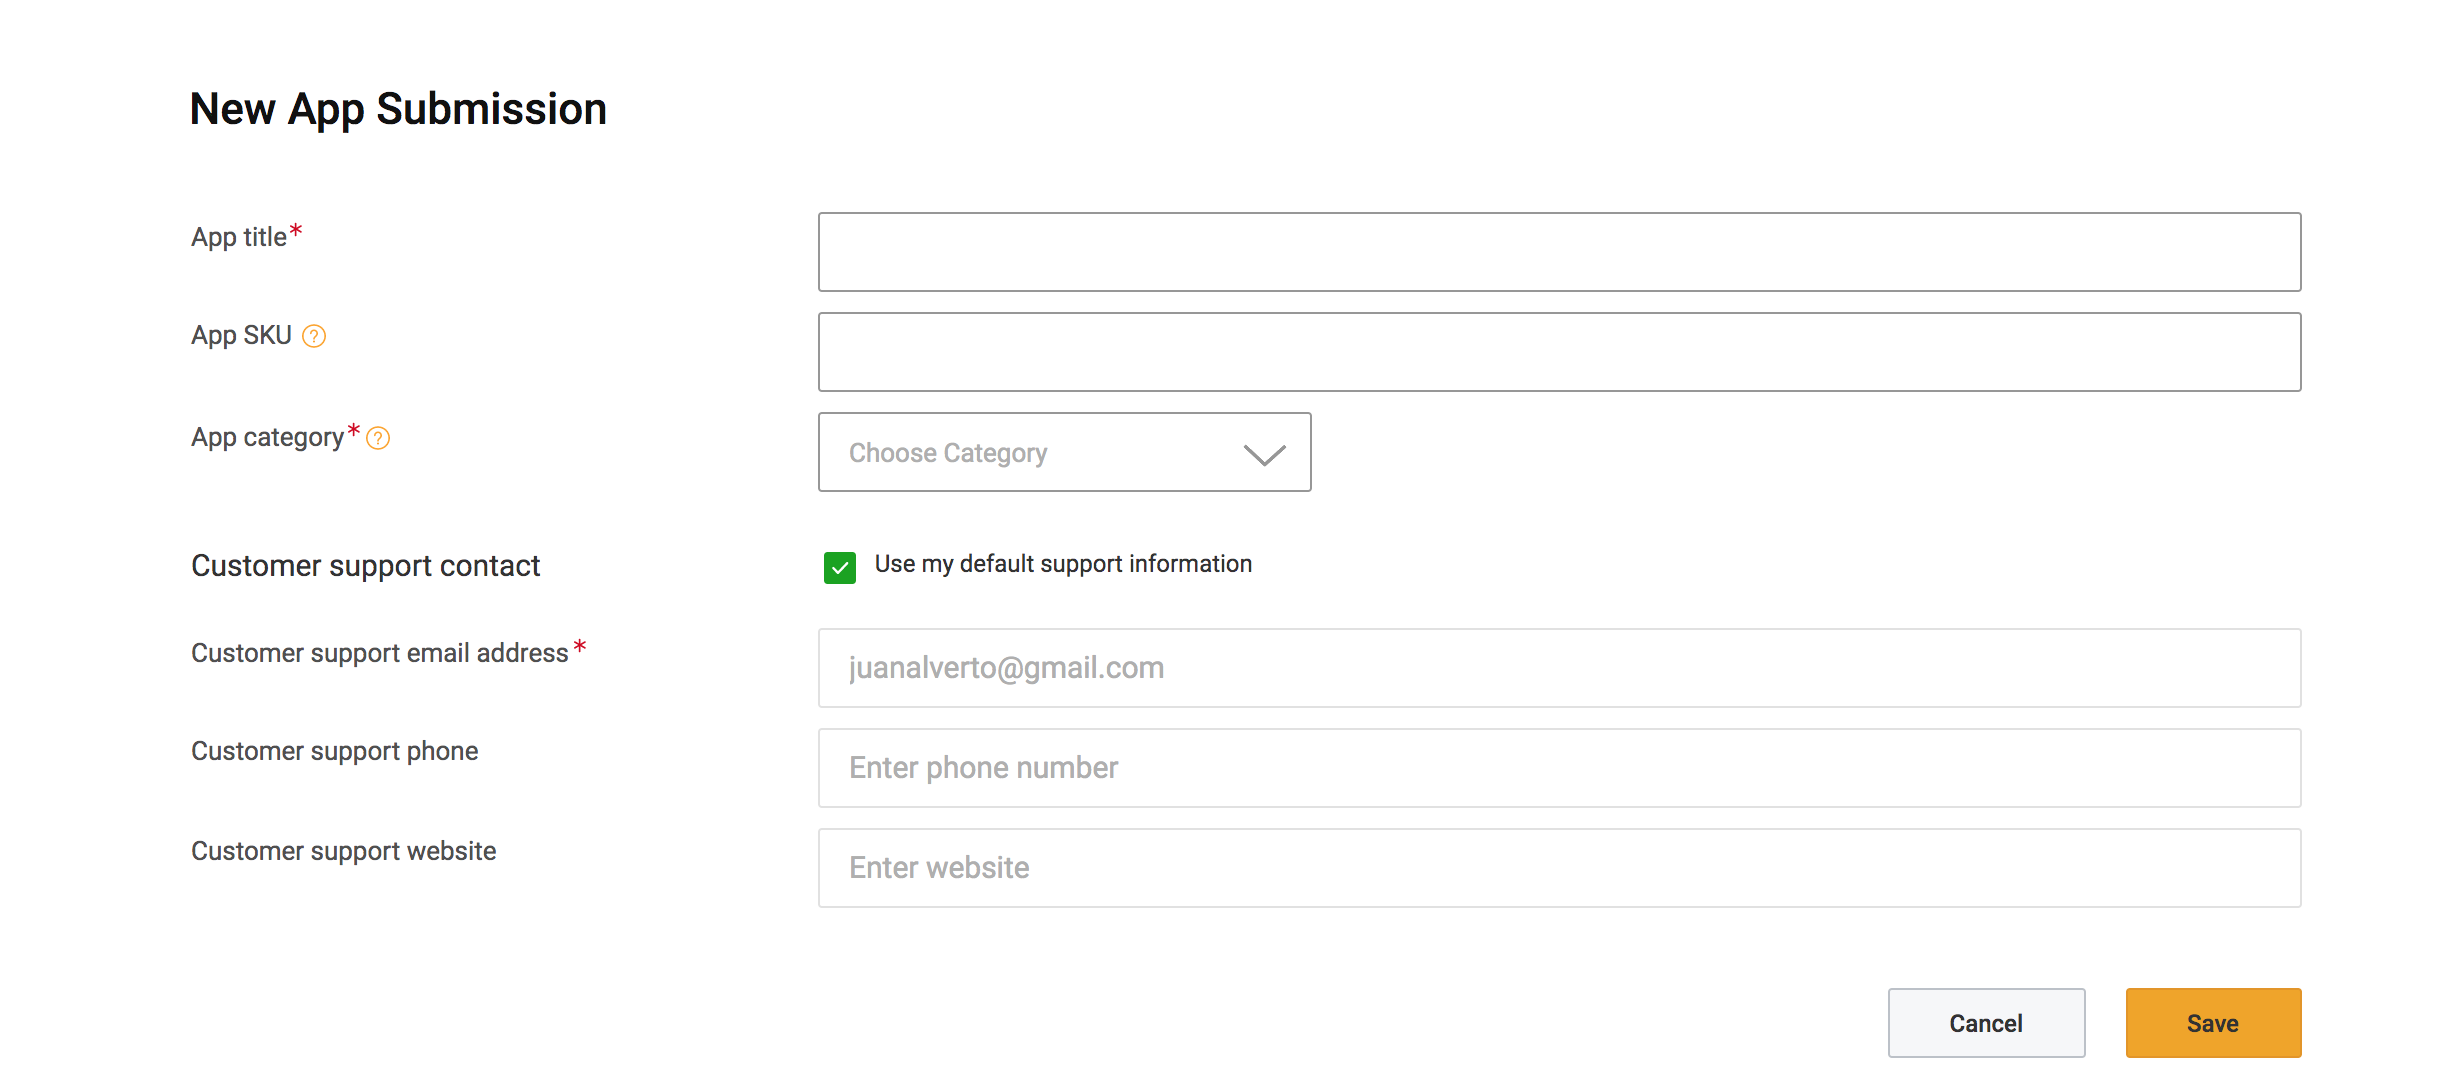 New App Submission
App title*
App SKU ?
App category* ?
Choose Category
Customer support contact
Use my default support information
Customer support email address*
juanalverto@gmail.com
Customer support phone
Enter phone number
Customer support website
Enter website
Cancel
Save